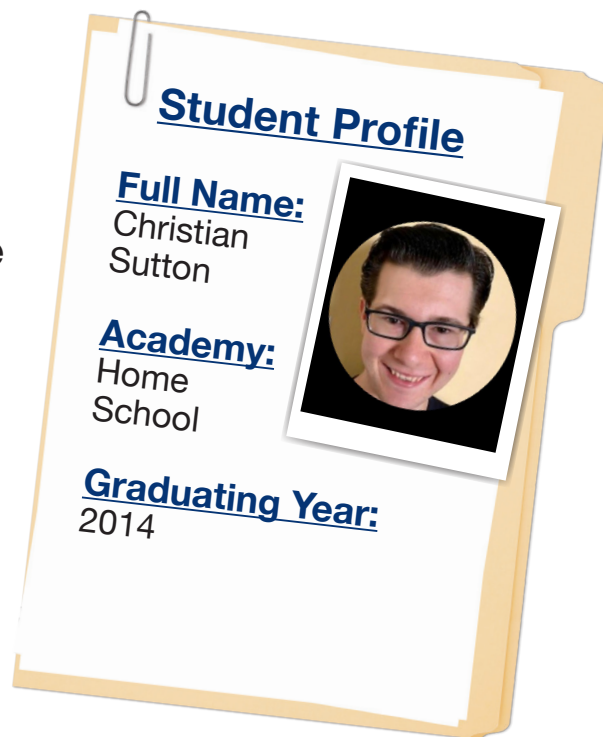 e
Student Profile
Full Name:
Christian
Sutton
Academy:
Home
School
Graduating Year:
2014